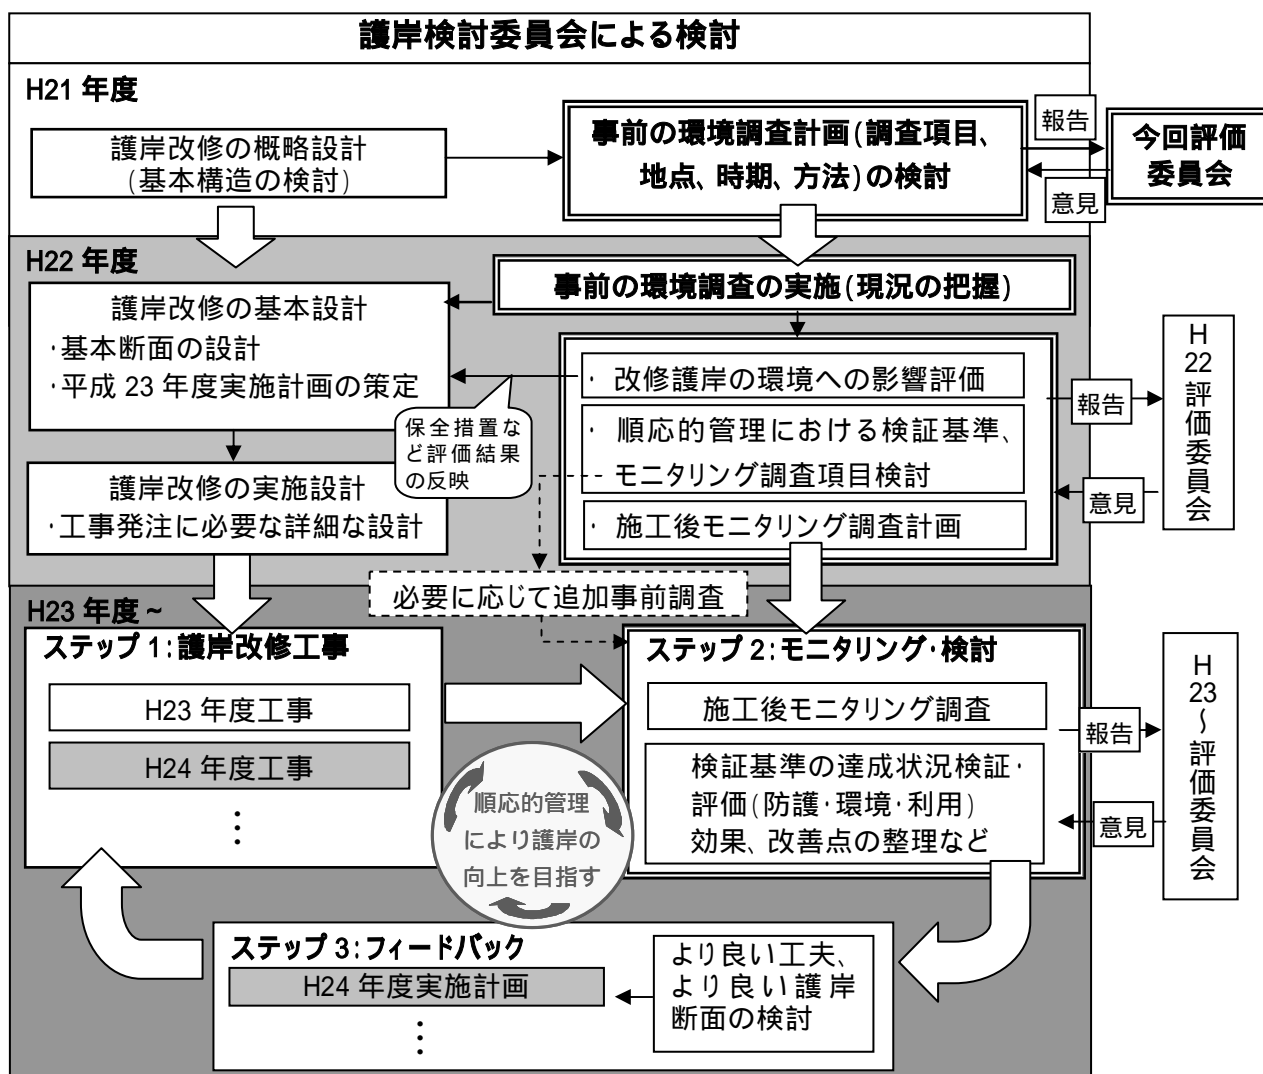 護岸検討委員会による検討
H21 年度
護岸改修の概略設計
(基本構造の検討)
事前の環境調査計画(調査項目、
地点、時期、方法)の検討
報告
意見
今回評価
委員会
H22 年度
事前の環境調査の実施(現況の把握)
護岸改修の基本設計
・基本断面の設計
・平成 23 年度実施計画の策定
保全措置な
ど評価結果
の反映
・ 改修護岸の環境への影響評価
・ 順応的管理における検証基準、
モニタリング調査項目検討
・ 施工後モニタリング調査計画
報告
意見
H22評価委員会
護岸改修の実施設計
・工事発注に必要な詳細な設計
必要に応じて追加事前調査
H23 年度~
ステップ 1:護岸改修工事
H23 年度工事
H24 年度工事
⋮
ステップ 2:モニタリング・検討
施工後モニタリング調査
検証基準の達成状況検証・
評価(防護・環境・利用)
効果、改善点の整理など
報告
意見
H23~評価委員会
順応的管理
により護岸の
向上を目指す
ステップ 3:フィードバック
H24 年度実施計画
⋮
より良い工夫、
より良い護岸
断面の検討